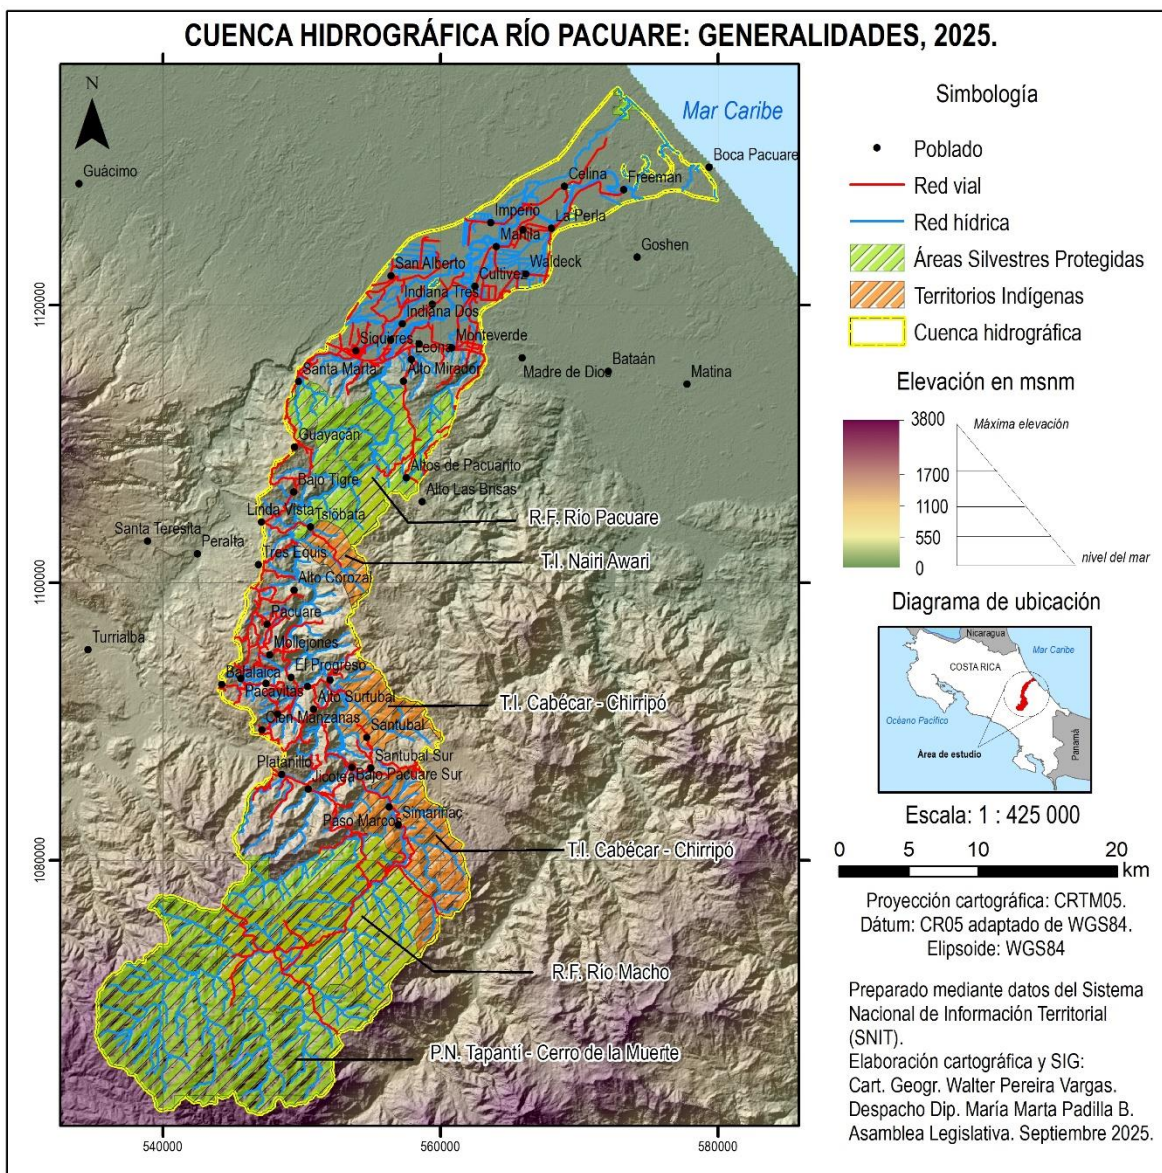 CUENCA HIDROGRÁFICA RÍO PACUARE: GENERALIDADES, 2025.
N
Mar Caribe
Guácimo
Boca Pacuare
Celina
Freeman
Imperio
La Perla
Manila
Goshen
San Alberto
Waldeck
Cultivez
Indiana Tres
Indiana Dos
Siquirres
Leona
Monteverde
Santa Marta
Alto Mirador
Madre de Dios
Bataán
Matina
Guayacán
Altos de Pacuarito
Bajo Tigre
Alto Las Brisas
Linda Vista
Tsiobata
R.F. Río Pacuare
Santa Teresita
Peralta
Tres Equis
T.I. Nairi Awari
Alto Corozal
Pacuare
Turrialba
Mollejones
El Progreso
Balalaica
Pacayitas
Alto Surtubal
T.I. Cabécar - Chirripó
Cien Manzanas
Santubal
Santubal Sur
Platanillo
Jicotea
Bajo Pacuare Sur
Simariñac
Paso Marcos
T.I. Cabécar - Chirripó
R.F. Río Macho
P.N. Tapantí - Cerro de la Muerte
1120000
1100000
1080000
540000
560000
580000
Simbología
Poblado
Red vial
Red hídrica
Áreas Silvestres Protegidas
Territorios Indígenas
Cuenca hidrográfica
Elevación en msnm
3800
1700
1100
550
0
Máxima elevación
nivel del mar
Diagrama de ubicación
Nicaragua
Mar Caribe
COSTA RICA
Océano Pacífico
Área de estudio
Panamá
Escala: 1 : 425 000
0 5 10 20
km
Proyección cartográfica: CRTM05.
Dátum: CR05 adaptado de WGS84.
Elipsoide: WGS84
Preparado mediante datos del Sistema
Nacional de Información Territorial
(SNIT).
Elaboración cartográfica y SIG:
Cart. Geogr. Walter Pereira Vargas.
Despacho Dip. María Marta Padilla B.
Asamblea Legislativa. Septiembre 2025.